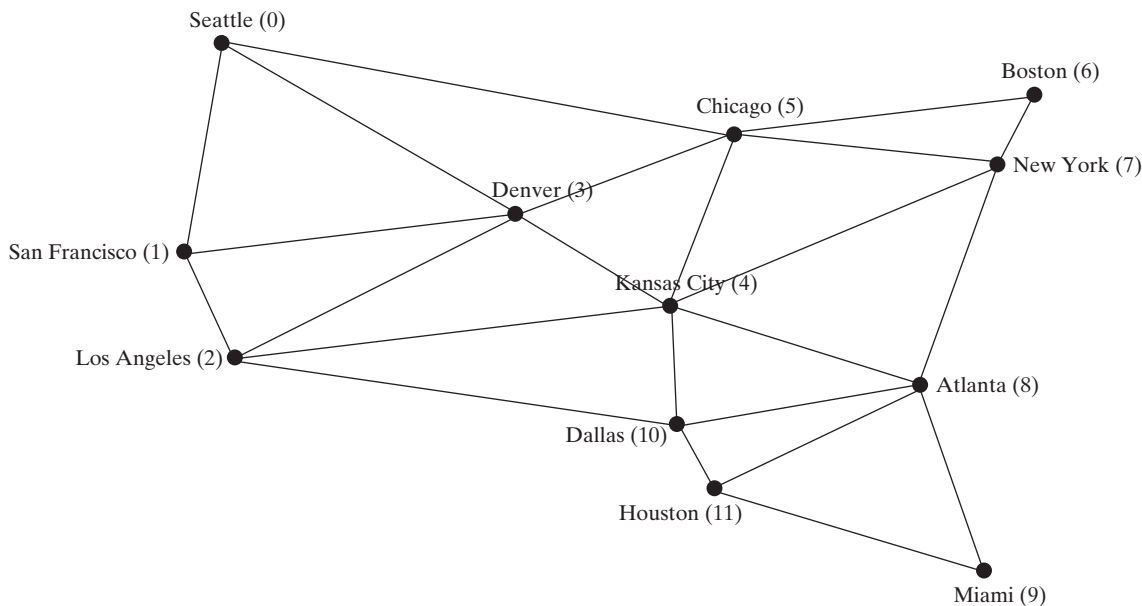 Seattle (0)
Boston (6)
Chicago (5)
New York (7)
Denver (3)
San Francisco (1)
Kansas City (4)
Los Angeles (2)
Atlanta (8)
Dallas (10)
Houston (11)
Miami (9)